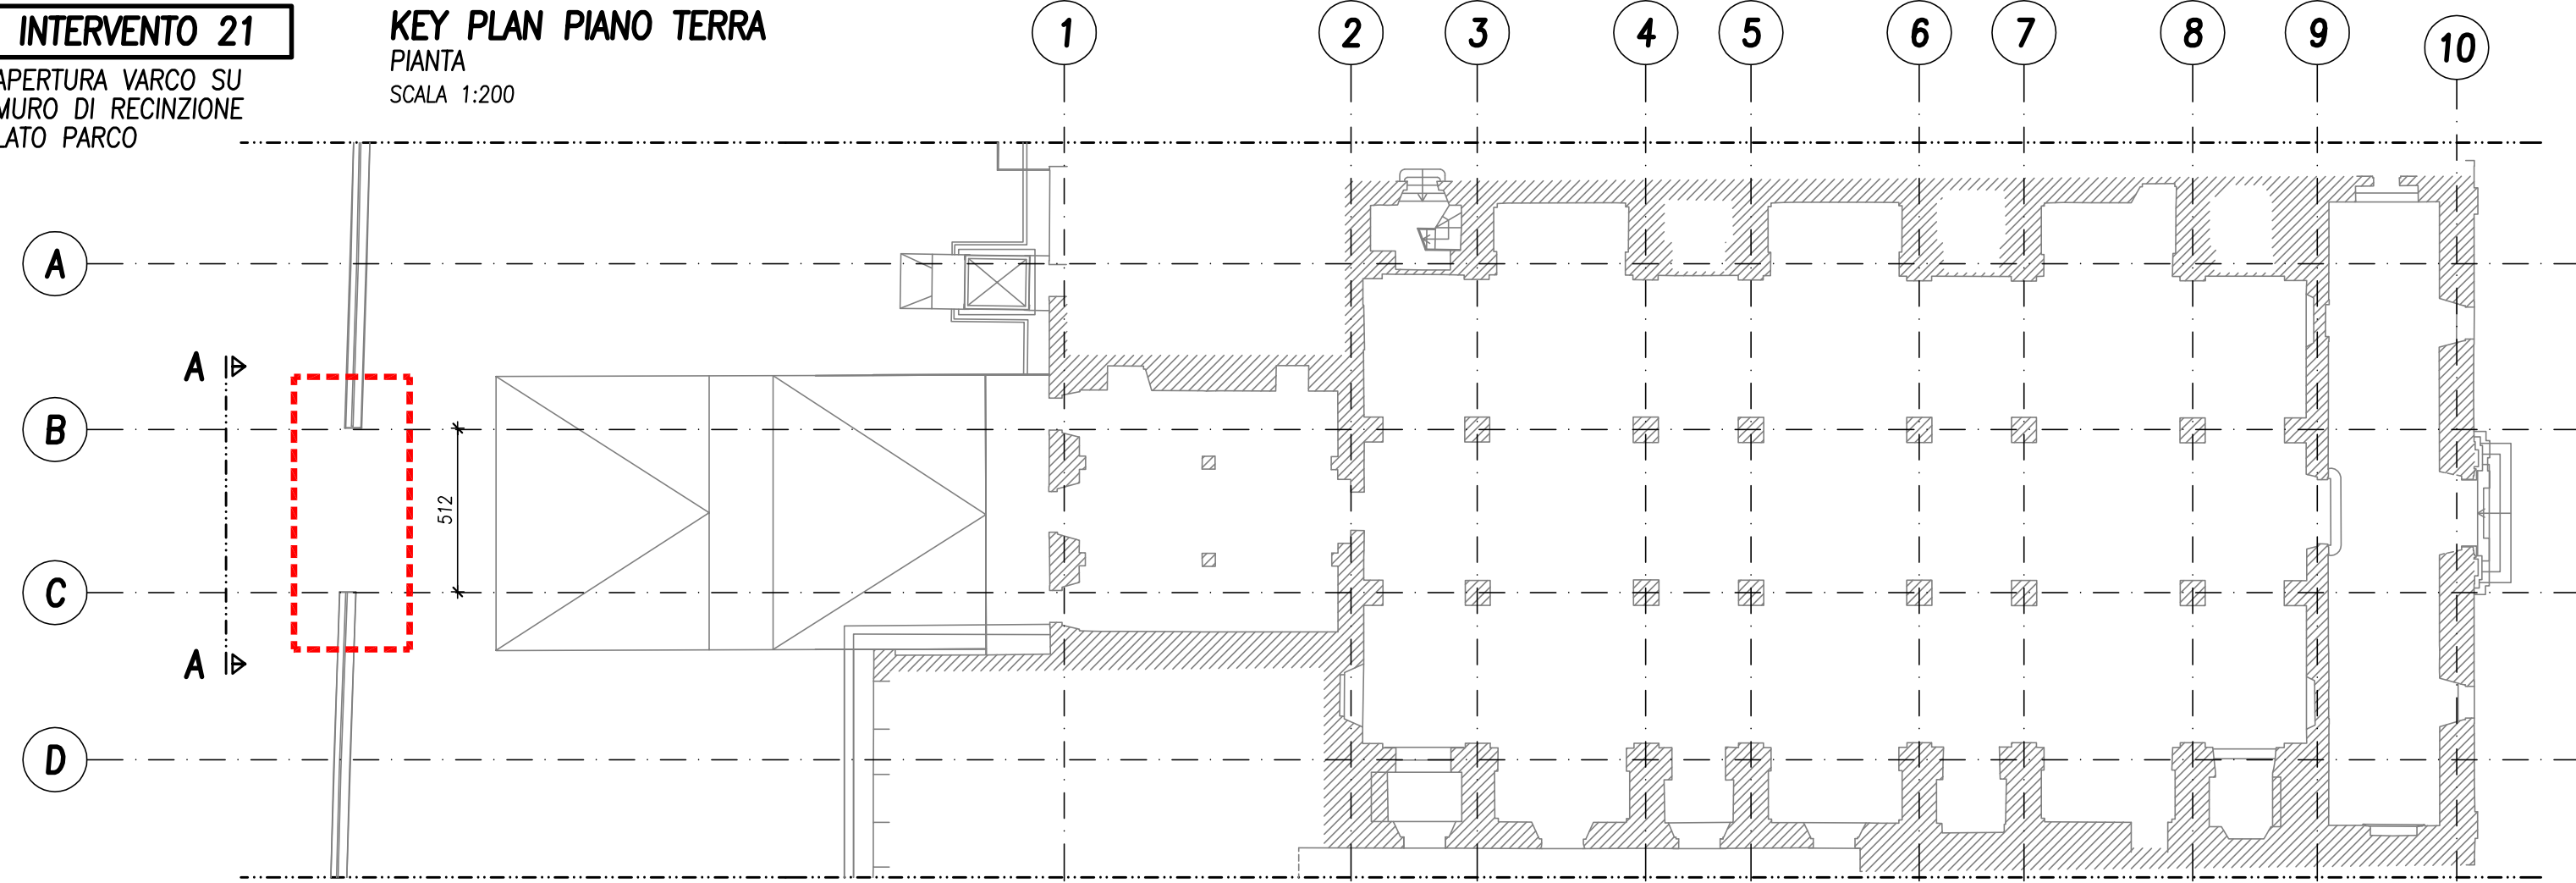 INTERVENTO 21
APERTURA VARCO SU
MURO DI RECINZIONE
LATO PARCO
KEY PLAN PIANO TERRA
PIANTA
SCALA 1:200
1 2 3 4 5 6 7 8 9 10
A
A
B
512
C
A
D